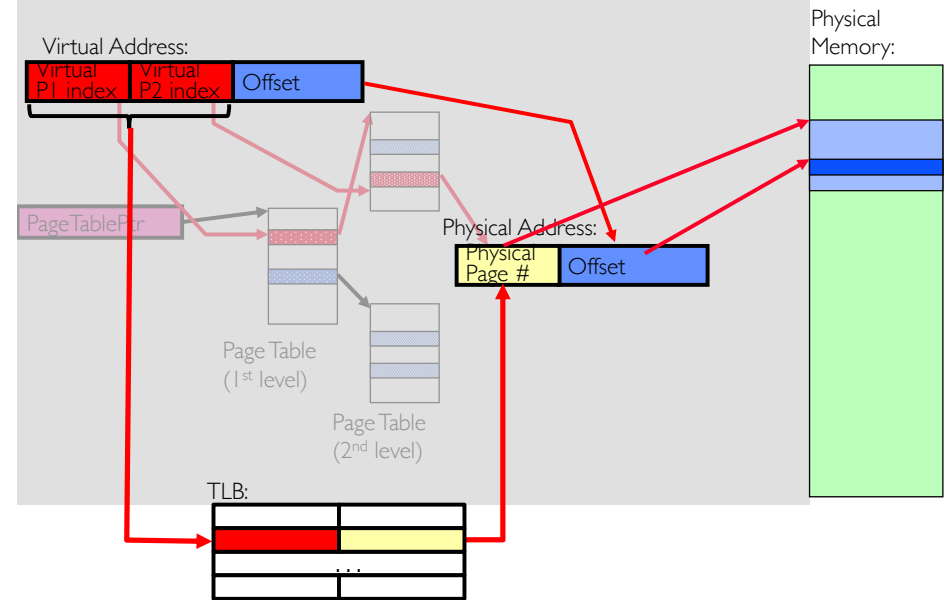 Physical
Memory:
Virtual Address:
Virtual
P1 index
Virtual
P2 index
Offset
PageTablePtr
Physical Address:
Physical
Page #
Offset
Page Table
(1st level)
Page Table
(2nd level)
TLB:
...